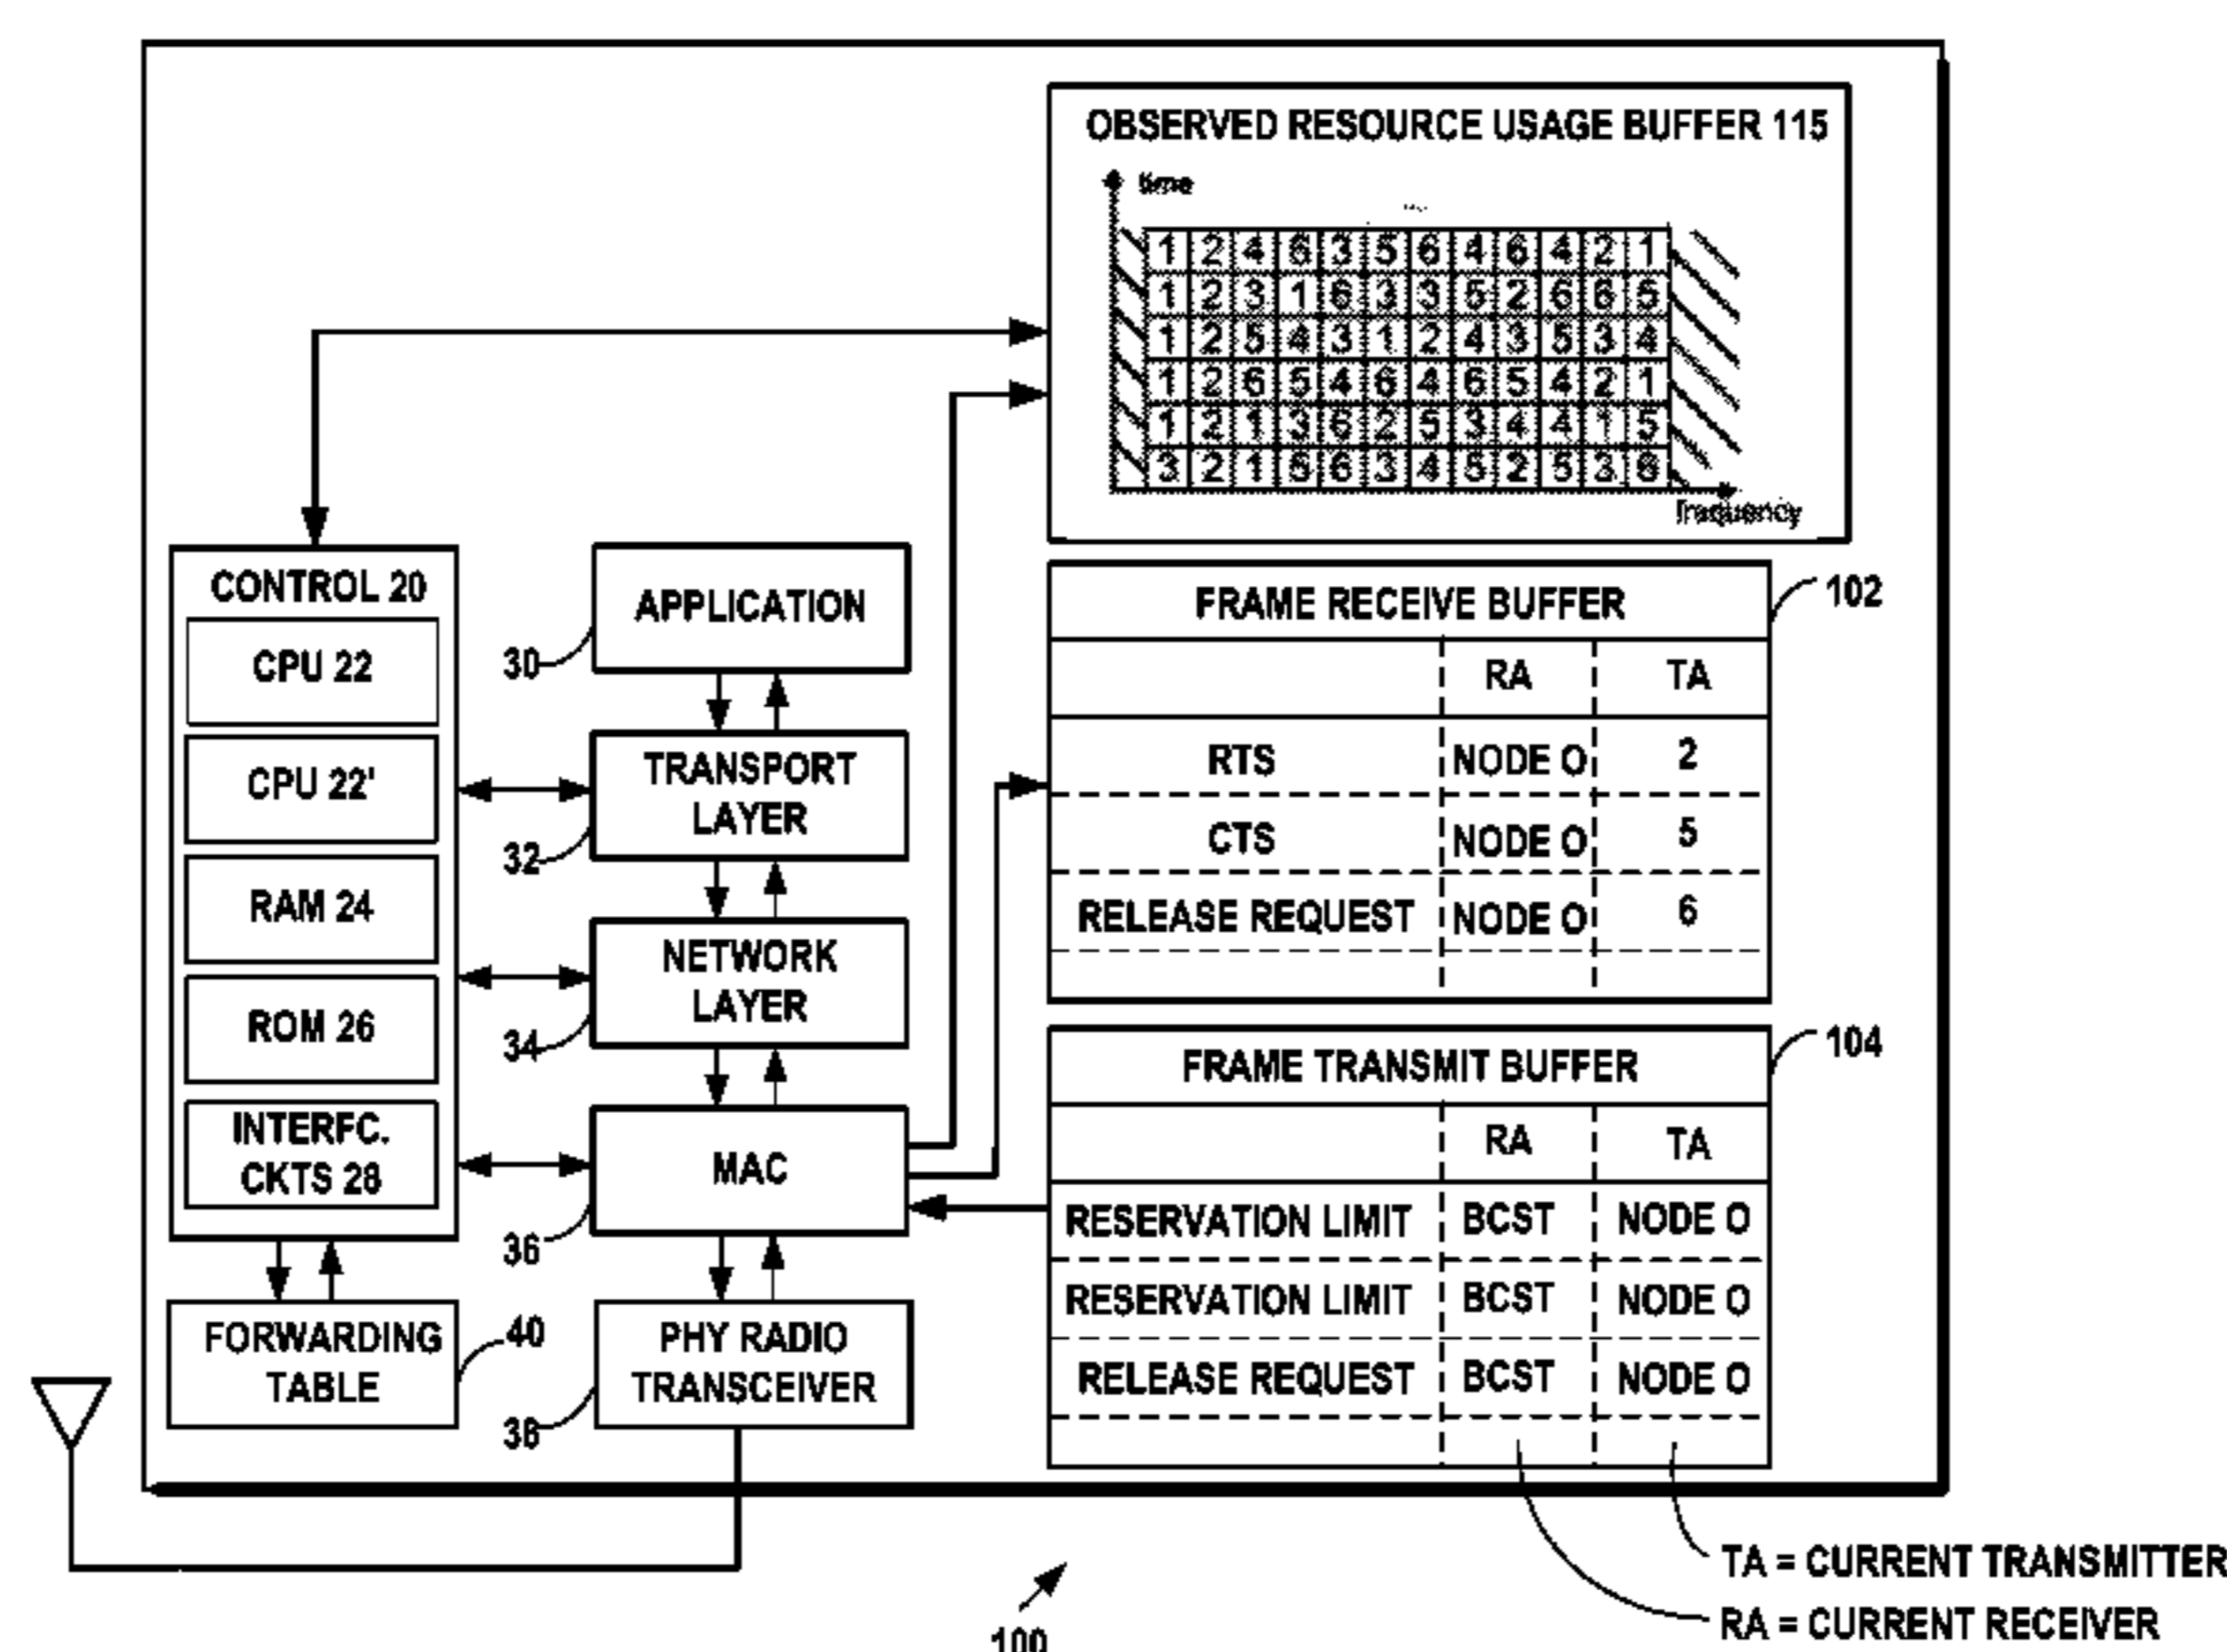 OBSERVED RESOURCE USAGE BUFFER 115
time
1 2 4 6 3 5 6 4 6 4 2 1
1 2 3 1 6 3 3 5 2 6 6 5
1 2 5 4 3 1 2 4 3 5 3 4
1 2 6 5 4 6 4 6 5 4 2 1
1 2 1 3 6 2 5 3 4 4 1 5
3 2 1 5 6 3 4 5 2 5 3 6
frequency
CONTROL 20
CPU 22
CPU 22'
RAM 24
ROM 26
INTERFC.
CKTS 28
FORWARDING
TABLE
40
APPLICATION
30
TRANSPORT
LAYER
32
NETWORK
LAYER
34
MAC
36
PHY RADIO
TRANSCEIVER
38
FRAME RECEIVE BUFFER
102
RA TA
RTS NODE O 2
CTS NODE O 5
RELEASE REQUEST NODE O 6
FRAME TRANSMIT BUFFER
104
RA TA
RESERVATION LIMIT BCST NODE O
RESERVATION LIMIT BCST NODE O
RELEASE REQUEST BCST NODE O
TA = CURRENT TRANSMITTER
RA = CURRENT RECEIVER
100